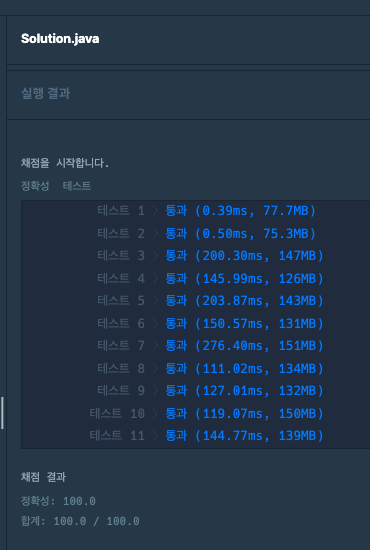 Solution.java
실행 결과
채점을 시작합니다.
정확성 테스트
테스트 1 〉 통과 (0.39ms, 77.7MB)
테스트 2 〉 통과 (0.50ms, 75.3MB)
테스트 3 〉 통과 (200.30ms, 147MB)
테스트 4 〉 통과 (145.99ms, 126MB)
테스트 5 〉 통과 (203.87ms, 143MB)
테스트 6 〉 통과 (150.57ms, 131MB)
테스트 7 〉 통과 (276.40ms, 151MB)
테스트 8 〉 통과 (111.02ms, 134MB)
테스트 9 〉 통과 (127.01ms, 132MB)
테스트 10 〉 통과 (119.07ms, 150MB)
테스트 11 〉 통과 (144.77ms, 139MB)
채점 결과
정확성: 100.0
합계: 100.0 / 100.0